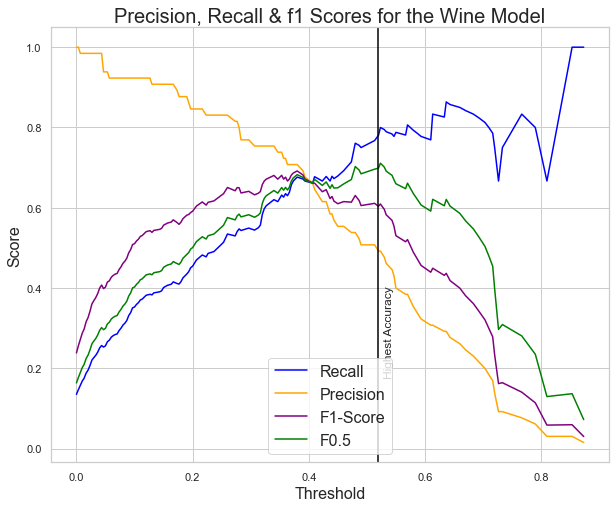 Precision, Recall & f1 Scores for the Wine Model
1.0
0.8
0.6
0.4
0.2
0.0
Score
Highest Accuracy
Recall
Precision
F1-Score
F0.5
0.0 0.2 0.4 0.6 0.8
Threshold